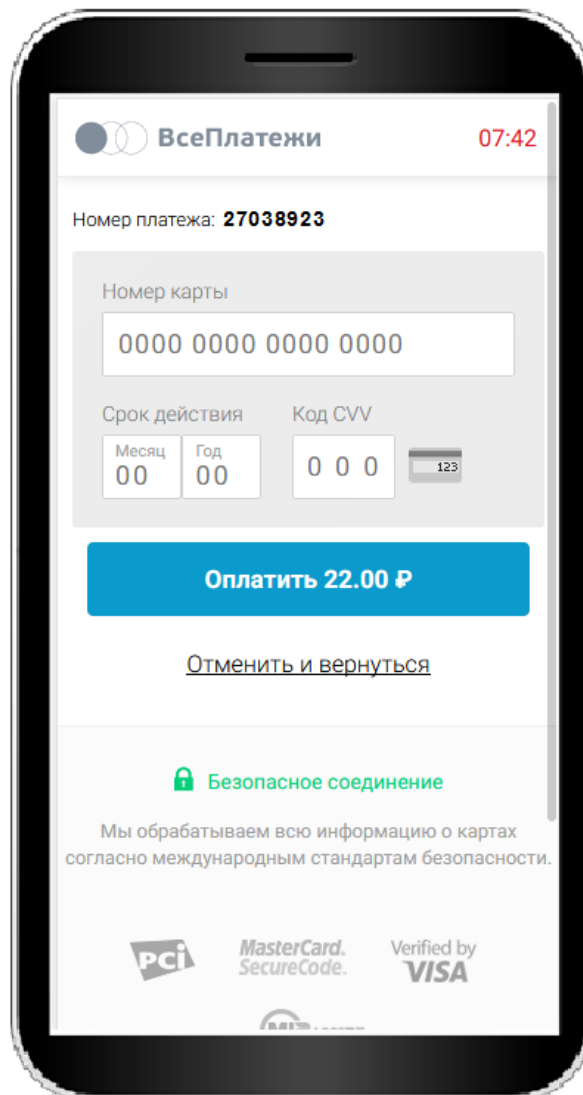 ВсеПлатежи 07:42
Номер платежа: 27038923
Номер карты
0000 0000 0000 0000
Срок действия Код CVV
Месяц Год
00 00 0 0 0 123
Оплатить 22.00 ₽
Отменить и вернуться
Безопасное соединение
Мы обрабатываем всю информацию о картах
согласно международным стандартам безопасности.
PCI MasterCard. SecureCode. Verified by VISA